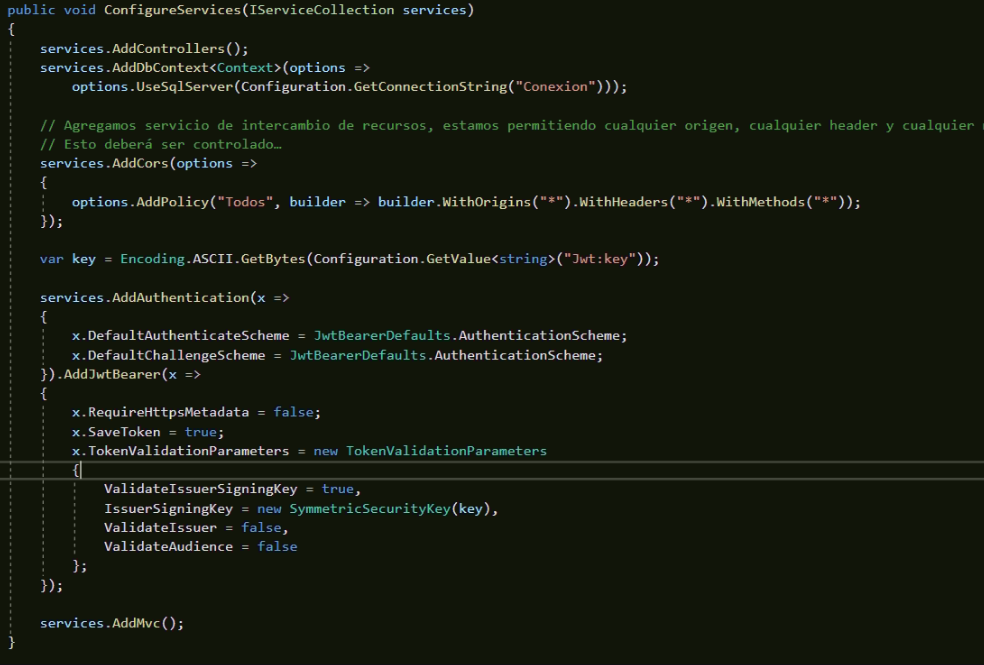 public void ConfigureServices(IServiceCollection services)
{
services.AddControllers();
services.AddDbContext<Context>(options =>
options.UseSqlServer(Configuration.GetConnectionString("Conexion")));
// Agregamos servicio de intercambio de recursos, estamos permitiendo cualquier origen, cualquier header y cualquier
// Esto deberá ser controlado…
services.AddCors(options =>
{
options.AddPolicy("Todos", builder => builder.WithOrigins("*").WithHeaders("*").WithMethods("*"));
});
var key = Encoding.ASCII.GetBytes(Configuration.GetValue<string>("Jwt:key"));
services.AddAuthentication(x =>
{
x.DefaultAuthenticateScheme = JwtBearerDefaults.AuthenticationScheme;
x.DefaultChallengeScheme = JwtBearerDefaults.AuthenticationScheme;
}).AddJwtBearer(x =>
{
x.RequireHttpsMetadata = false;
x.SaveToken = true;
x.TokenValidationParameters = new TokenValidationParameters
{
ValidateIssuerSigningKey = true,
IssuerSigningKey = new SymmetricSecurityKey(key),
ValidateIssuer = false,
ValidateAudience = false
};
});
services.AddMvc();
}